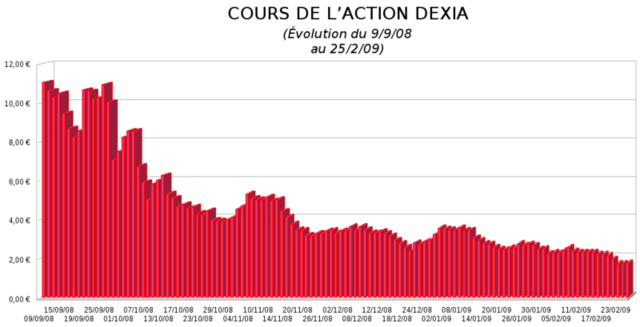 COURS DE L’ACTION DEXIA
(Évolution du 9/9/08
au 25/2/09)
12,00 €
10,00 €
8,00 €
6,00 €
4,00 €
2,00 €
0,00 €
15/09/08 25/09/08 07/10/08 17/10/08 29/10/08 10/11/08 20/11/08 02/12/08 12/12/08 24/12/08 08/01/09 20/01/09 30/01/09 11/02/09 23/02/09
09/09/08 19/09/08 01/10/08 13/10/08 23/10/08 04/11/08 14/11/08 26/11/08 08/12/08 18/12/08 02/01/09 14/01/09 26/01/09 05/02/09 17/02/09